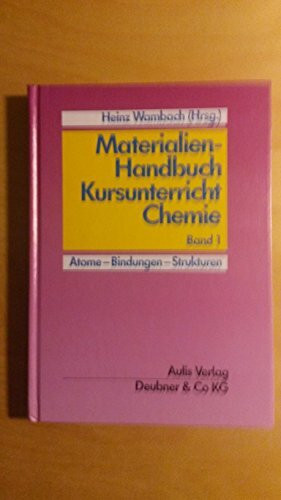 Heinz Wambach (Hrsg.)
Materialien-
Handbuch
Kursunterricht
Chemie
Band 1
Atome – Bindungen – Strukturen
Aulis Verlag
Deubner & Co KG